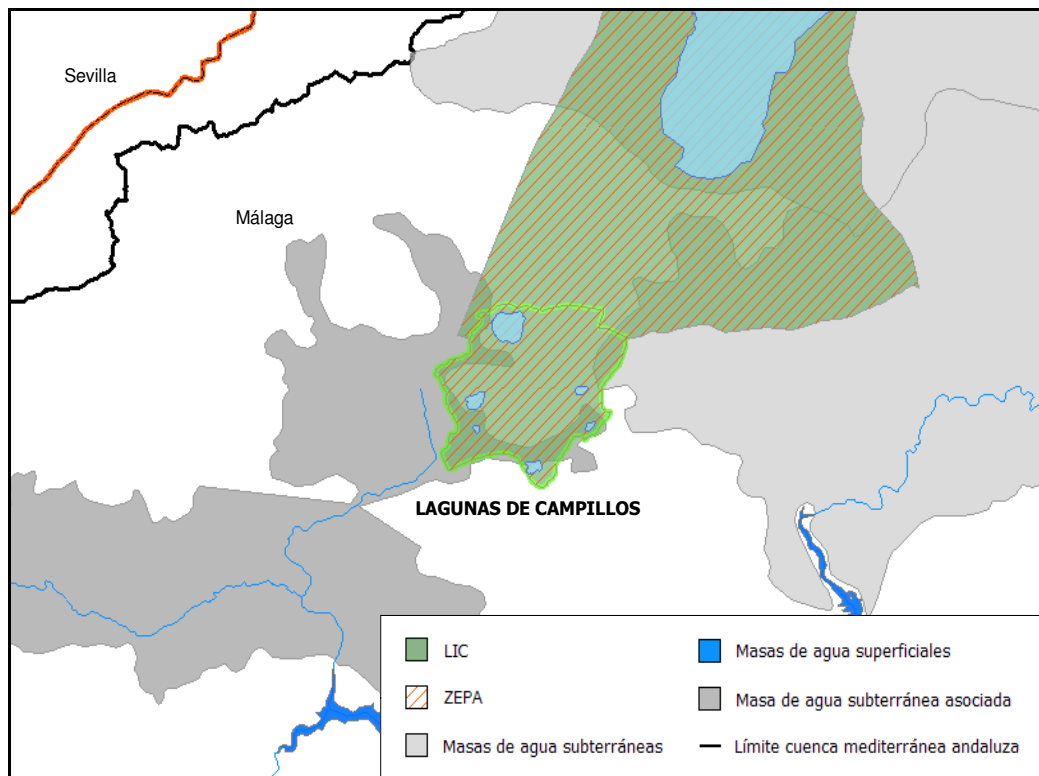 Sevilla
Málaga
LAGUNAS DE CAMPILLOS
LIC
ZEPA
Masas de agua subterráneas
Masas de agua superficiales
Masa de agua subterránea asociada
Límite cuenca mediterránea andaluza